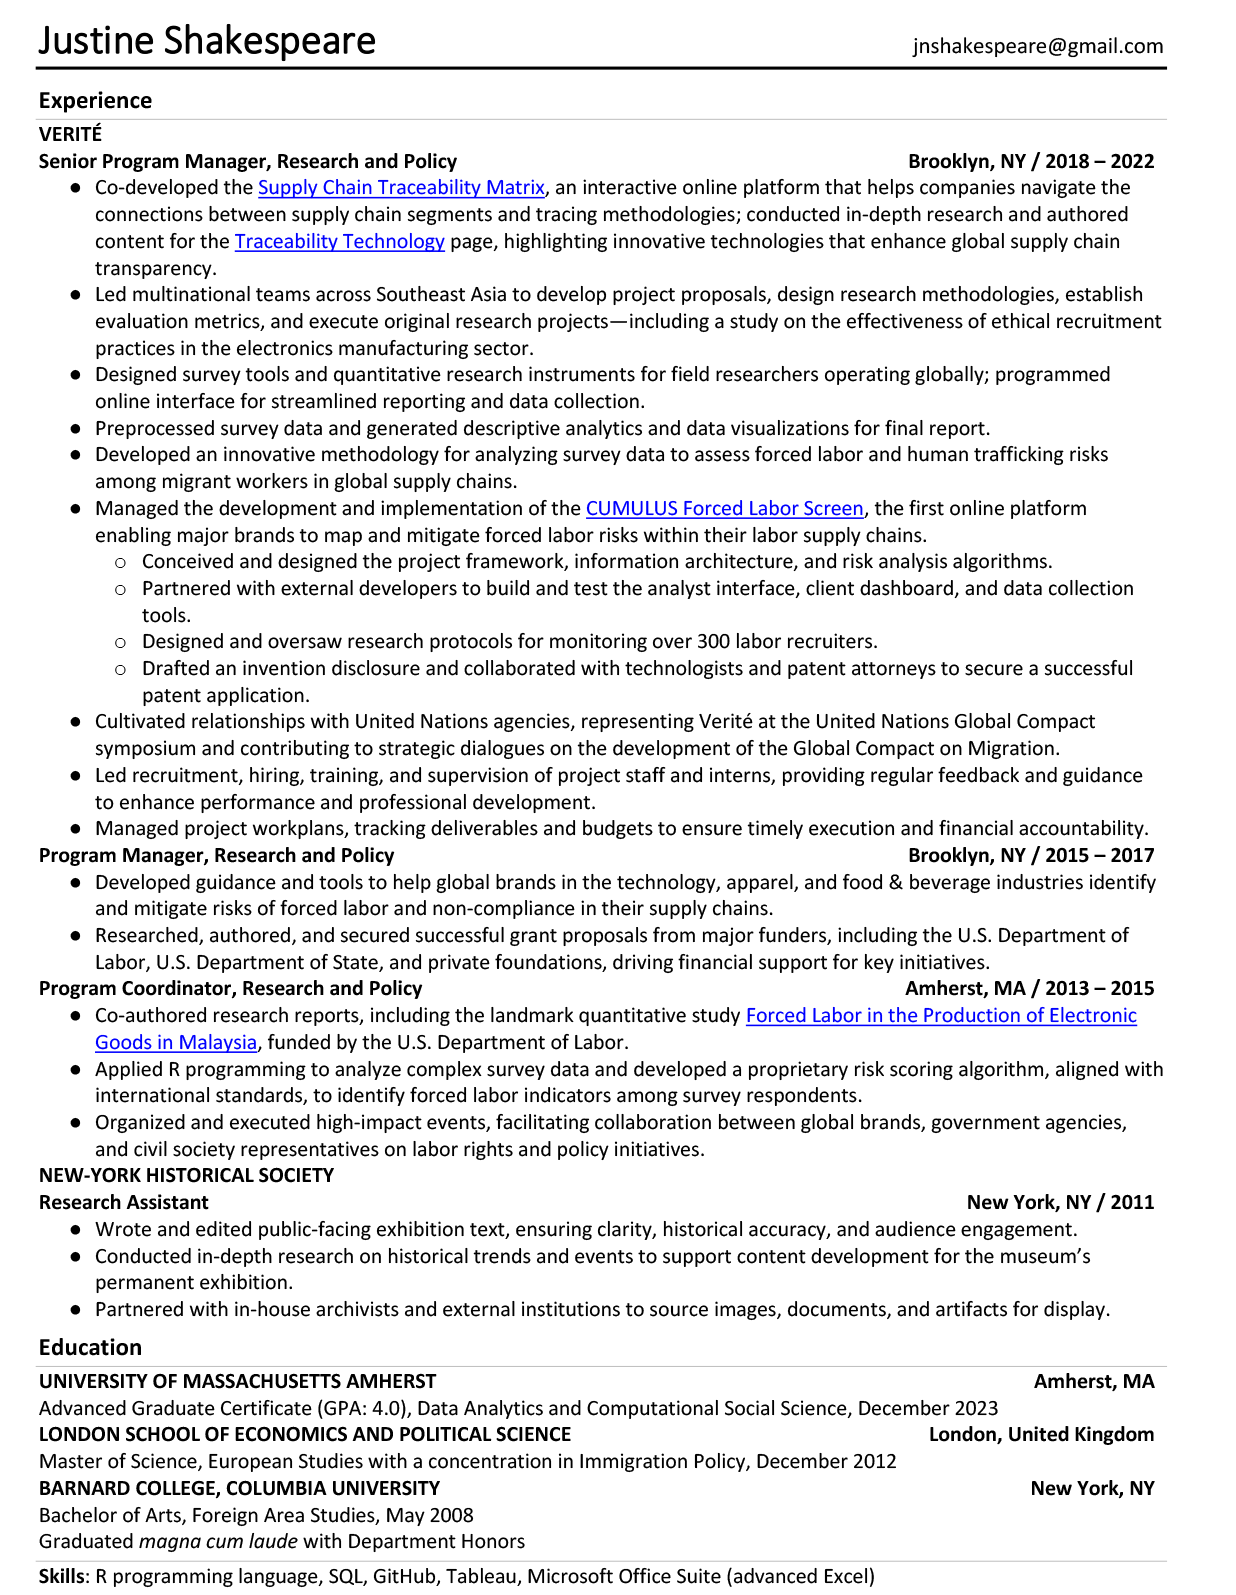 Justine Shakespeare jnshakespeare@gmail.com
Experience
VERITÉ
Senior Program Manager, Research and Policy Brooklyn, NY / 2018 – 2022
● Co-developed the Supply Chain Traceability Matrix, an interactive online platform that helps companies navigate the
connections between supply chain segments and tracing methodologies; conducted in-depth research and authored
content for the Traceability Technology page, highlighting innovative technologies that enhance global supply chain
transparency.
● Led multinational teams across Southeast Asia to develop project proposals, design research methodologies, establish
evaluation metrics, and execute original research projects—including a study on the effectiveness of ethical recruitment
practices in the electronics manufacturing sector.
● Designed survey tools and quantitative research instruments for field researchers operating globally; programmed
online interface for streamlined reporting and data collection.
● Preprocessed survey data and generated descriptive analytics and data visualizations for final report.
● Developed an innovative methodology for analyzing survey data to assess forced labor and human trafficking risks
among migrant workers in global supply chains.
● Managed the development and implementation of the CUMULUS Forced Labor Screen, the first online platform
enabling major brands to map and mitigate forced labor risks within their labor supply chains.
○ Conceived and designed the project framework, information architecture, and risk analysis algorithms.
○ Partnered with external developers to build and test the analyst interface, client dashboard, and data collection
tools.
○ Designed and oversaw research protocols for monitoring over 300 labor recruiters.
○ Drafted an invention disclosure and collaborated with technologists and patent attorneys to secure a successful
patent application.
● Cultivated relationships with United Nations agencies, representing Verité at the United Nations Global Compact
symposium and contributing to strategic dialogues on the development of the Global Compact on Migration.
● Led recruitment, hiring, training, and supervision of project staff and interns, providing regular feedback and guidance
to enhance performance and professional development.
● Managed project workplans, tracking deliverables and budgets to ensure timely execution and financial accountability.
Program Manager, Research and Policy Brooklyn, NY / 2015 – 2017
● Developed guidance and tools to help global brands in the technology, apparel, and food & beverage industries identify
and mitigate risks of forced labor and non-compliance in their supply chains.
● Researched, authored, and secured successful grant proposals from major funders, including the U.S. Department of
Labor, U.S. Department of State, and private foundations, driving financial support for key initiatives.
Program Coordinator, Research and Policy Amherst, MA / 2013 – 2015
● Co-authored research reports, including the landmark quantitative study Forced Labor in the Production of Electronic
Goods in Malaysia, funded by the U.S. Department of Labor.
● Applied R programming to analyze complex survey data and developed a proprietary risk scoring algorithm, aligned with
international standards, to identify forced labor indicators among survey respondents.
● Organized and executed high-impact events, facilitating collaboration between global brands, government agencies,
and civil society representatives on labor rights and policy initiatives.
NEW-YORK HISTORICAL SOCIETY
Research Assistant New York, NY / 2011
● Wrote and edited public-facing exhibition text, ensuring clarity, historical accuracy, and audience engagement.
● Conducted in-depth research on historical trends and events to support content development for the museum’s
permanent exhibition.
● Partnered with in-house archivists and external institutions to source images, documents, and artifacts for display.
Education
UNIVERSITY OF MASSACHUSETTS AMHERST Amherst, MA
Advanced Graduate Certificate (GPA: 4.0), Data Analytics and Computational Social Science, December 2023
LONDON SCHOOL OF ECONOMICS AND POLITICAL SCIENCE London, United Kingdom
Master of Science, European Studies with a concentration in Immigration Policy, December 2012
BARNARD COLLEGE, COLUMBIA UNIVERSITY New York, NY
Bachelor of Arts, Foreign Area Studies, May 2008
Graduated magna cum laude with Department Honors
Skills: R programming language, SQL, GitHub, Tableau, Microsoft Office Suite (advanced Excel)